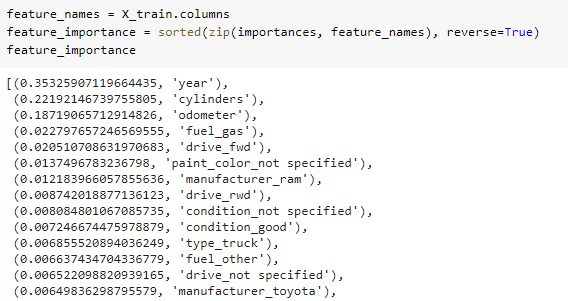 feature_names = X_train.columns
feature_importance = sorted(zip(importances, feature_names), reverse=True)
feature_importance
[(0.35325907119664435, 'year'),
(0.22192146739755805, 'cylinders'),
(0.18719065712914826, 'odometer'),
(0.022797657246569555, 'fuel_gas'),
(0.020510708631970683, 'drive_fwd'),
(0.0137496783236798, 'paint_color_not specified'),
(0.012183966057855636, 'manufacturer_ram'),
(0.008742018877136123, 'drive_rwd'),
(0.008084801067085735, 'condition_not specified'),
(0.007246674475978879, 'condition_good'),
(0.006855520894036249, 'type_truck'),
(0.006637434704336779, 'fuel_other'),
(0.006522098820939165, 'drive_not specified'),
(0.00649836298795579, 'manufacturer_toyota'),